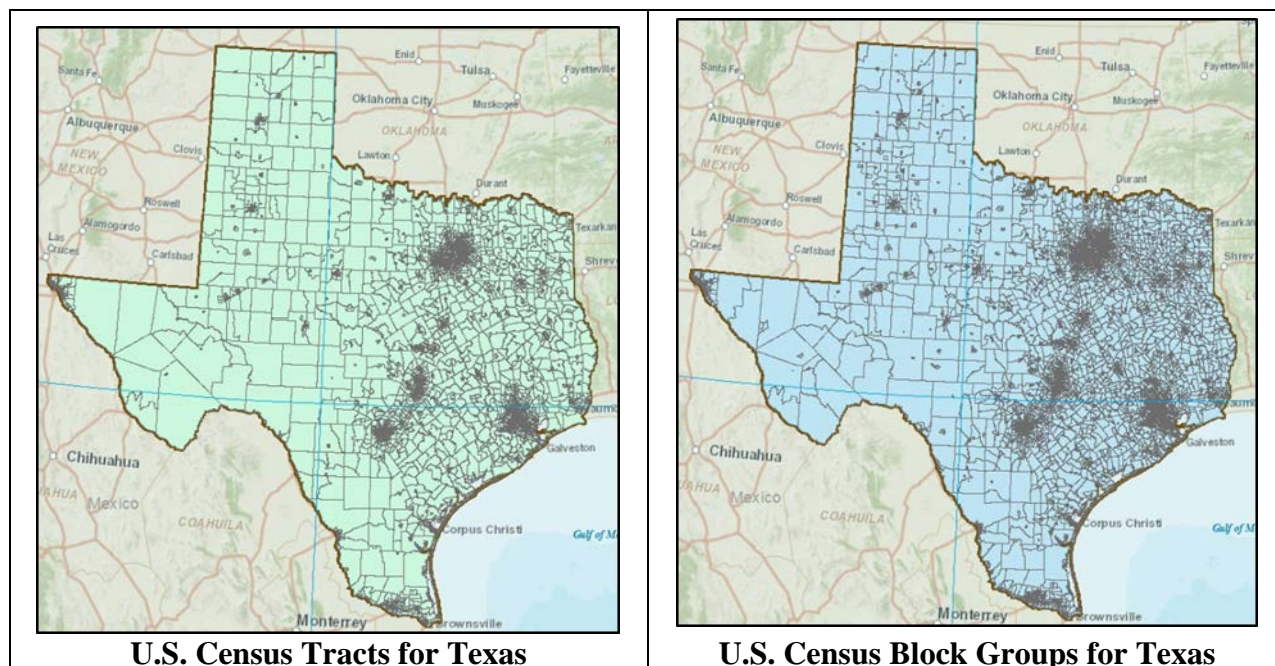 Enid
Santa Fe
Tulsa
Fayetteville
Oklahoma City
Muskogee
Albuquerque
OKLAHOMA
NEW
MEXICO
Clovis
Lawton
Durant
Roswell
Alamogordo
Texarkan
Las
Cruces
Carlsbad
Shrev
Galveston
Chihuahua
Mexico
COAHUILA
Corpus Christi
Gulf of M
Monterrey
Brownsville
U.S. Census Tracts for Texas
Enid
Santa Fe
Tulsa
Fayetteville
Oklahoma City
Muskogee
Albuquerque
OKLAHOMA
NEW
MEXICO
Clovis
Lawton
Durant
Roswell
Alamogordo
Texarkan
Las
Cruces
Carlsbad
Shrev
Galveston
Chihuahua
Mexico
COAHUILA
Corpus Christi
Gulf of M
Monterrey
Brownsville
U.S. Census Block Groups for Texas